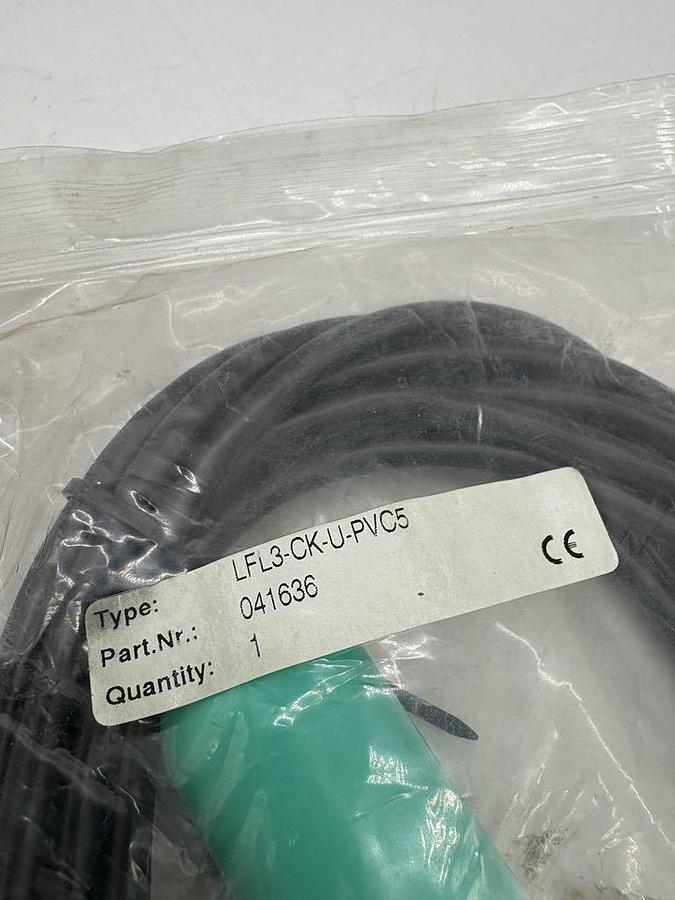 Type: LFL3-CK-U-PVC5
Part.Nr.: 041636
Quantity: 1
CE